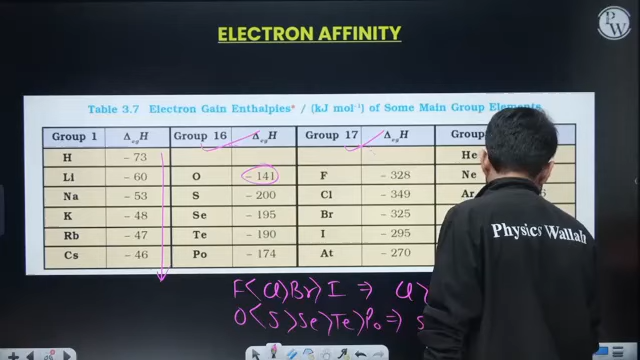 ELECTRON AFFINITY
PW
Table 3.7 Electron Gain Enthalpies* / (kJ mol⁻¹) of Some Main Group Elements
Group 1 ΔegH Group 16 ΔegH Group 17 ΔegH Group
H – 73 He
Li – 60 O – 141 F – 328 Ne
Na – 53 S – 200 Cl – 349 Ar
K – 48 Se – 195 Br – 325
Rb – 47 Te – 190 I – 295
Cs – 46 Po – 174 At – 270
F < Cl > Br > I ⇒ Cl >
O < S > Se > Te > Po ⇒ S
Physics Wallah